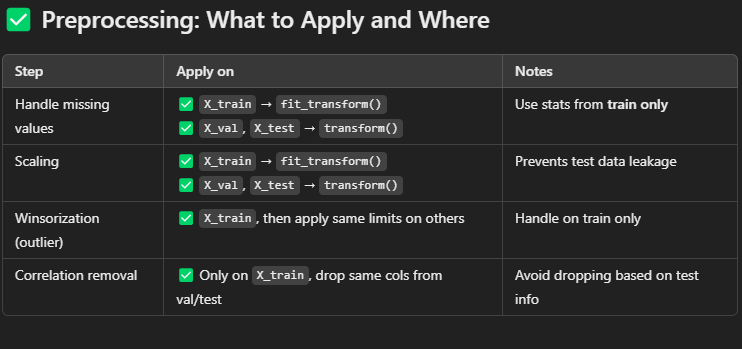 ✅ Preprocessing: What to Apply and Where
Step Apply on Notes
Handle missing values ✅ X_train → fit_transform() Use stats from train only
✅ X_val, X_test → transform()
Scaling ✅ X_train → fit_transform() Prevents test data leakage
✅ X_val, X_test → transform()
Winsorization (outlier) ✅ X_train, then apply same limits on others Handle on train only
Correlation removal ✅ Only on X_train, drop same cols from val/test Avoid dropping based on test info